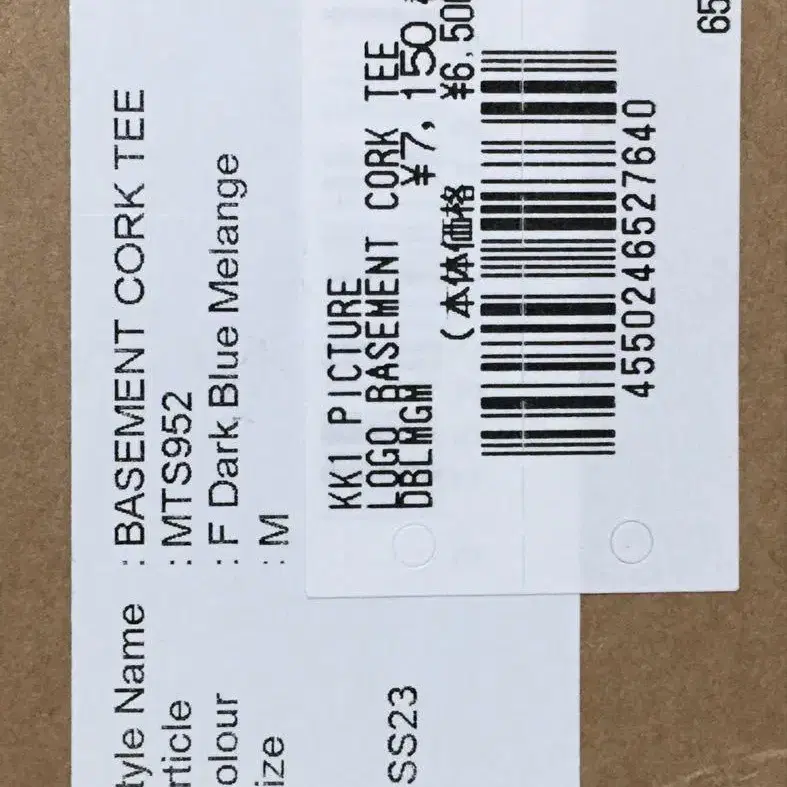 tyle Name : BASEMENT CORK TEE
rticle : MTS952
olour : F Dark Blue Melange
ize : M
SS23
KK1 PICTURE
LOGO BASEMENT CORK TEE
DBLMGM
¥7,150
(本体価格 ¥6,500
4550246527640
65